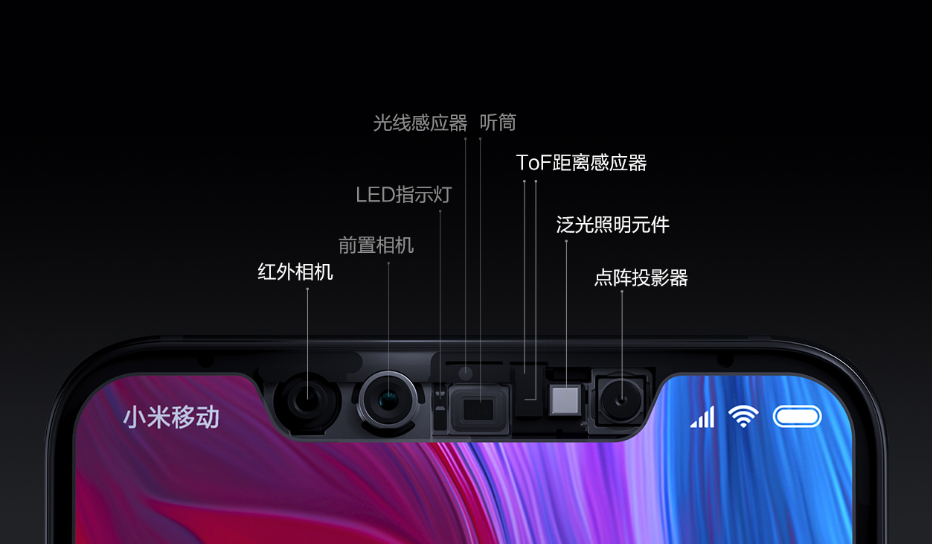 光线感应器 听筒
ToF距离感应器
LED指示灯
泛光照明元件
前置相机
红外相机
点阵投影器
小米移动